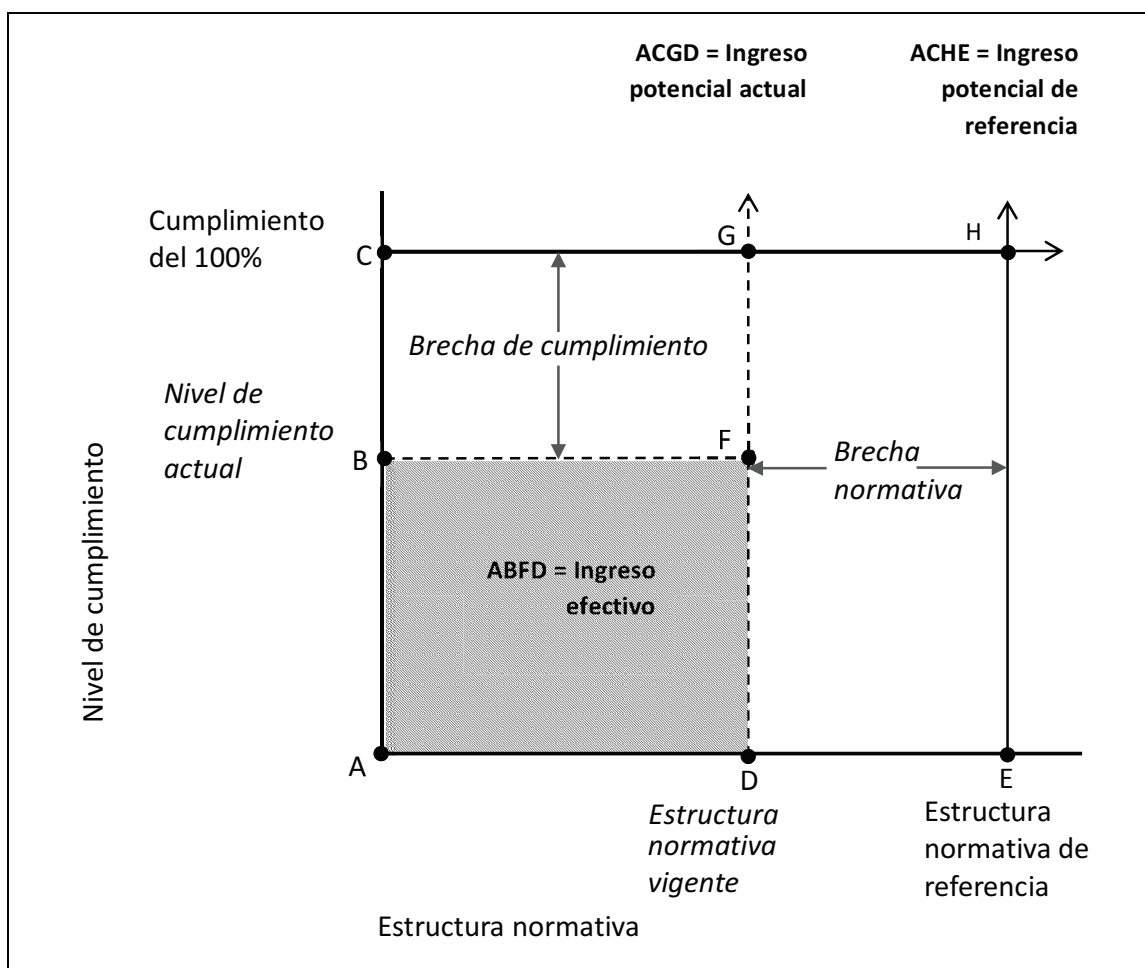 ACGD = Ingreso
potencial actual
ACHE = Ingreso
potencial de
referencia
Cumplimiento
del 100%
C
G
H
Brecha de cumplimiento
Nivel de
cumplimiento
actual
B
F
Brecha
normativa
Nivel de cumplimiento
ABFD = Ingreso
efectivo
A
D
E
Estructura
normativa
vigente
Estructura
normativa de
referencia
Estructura normativa